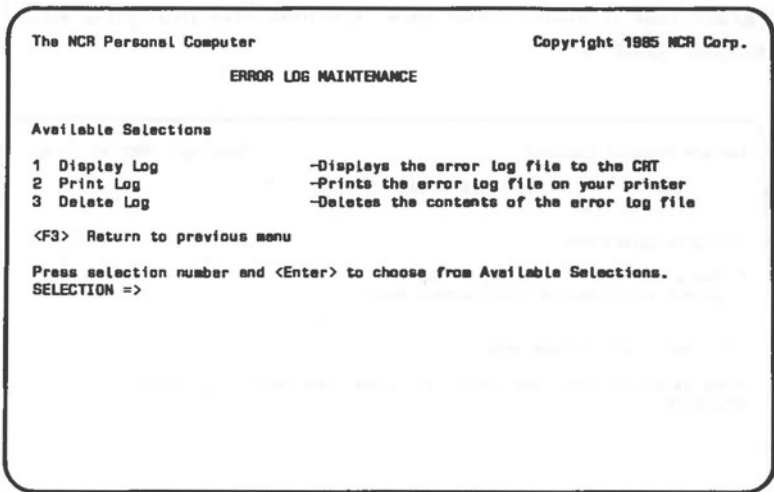 The NCR Personal Computer Copyright 1985 NCR Corp.
ERROR LOG MAINTENANCE
Available Selections
1 Display Log -Displays the error log file to the CRT
2 Print Log -Prints the error log file on your printer
3 Delete Log -Deletes the contents of the error log file
<F3> Return to previous menu
Press selection number and <Enter> to choose from Available Selections.
SELECTION =>